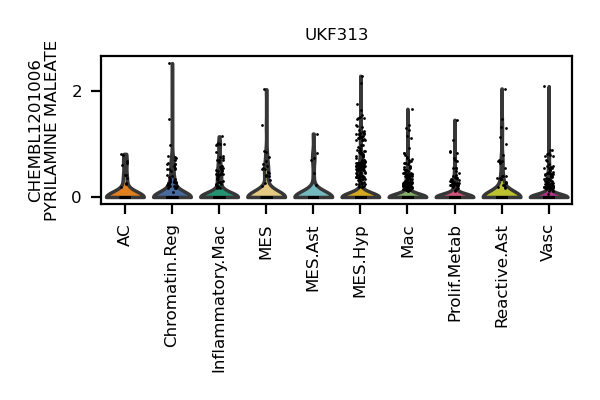 UKF313
CHEMBL1201006
PYRILAMINE MALEATE
2
0
AC
Chromatin.Reg
Inflammatory.Mac
MES
MES.Ast
MES.Hyp
Mac
Prolif.Metab
Reactive.Ast
Vasc